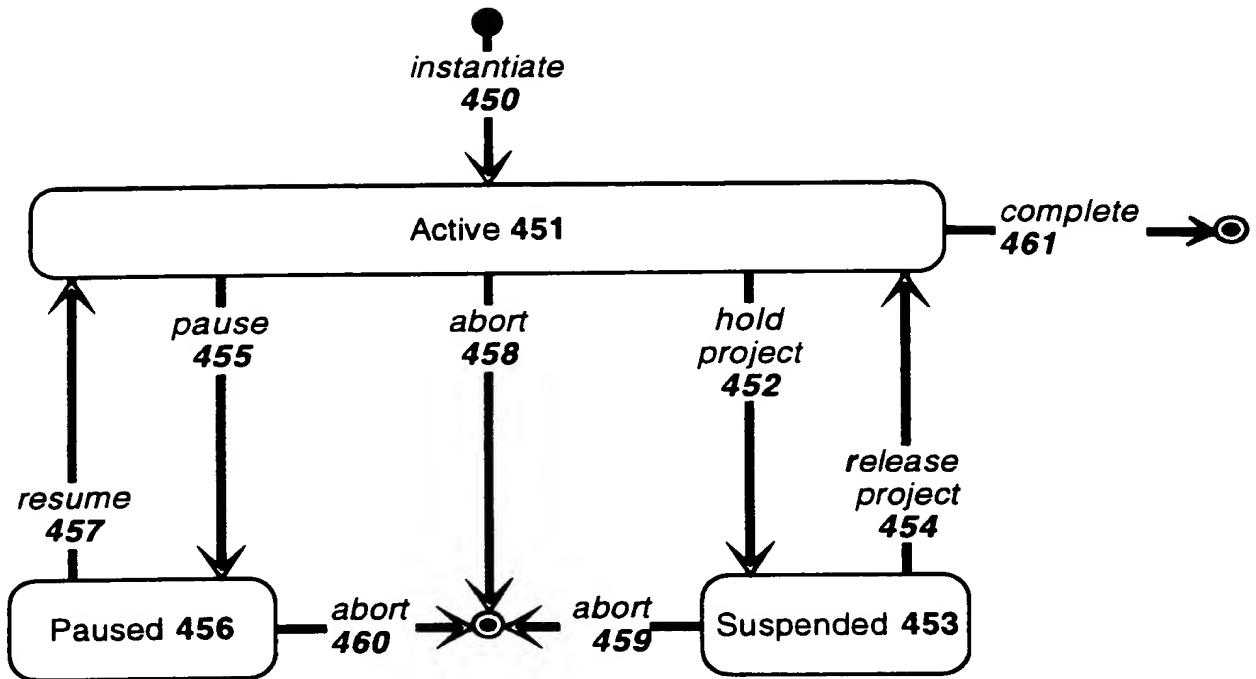 instantiate
450
Active 451
complete
461
pause
455
abort
458
hold
project
452
resume
457
release
project
454
Paused 456
abort
460
abort
459
Suspended 453